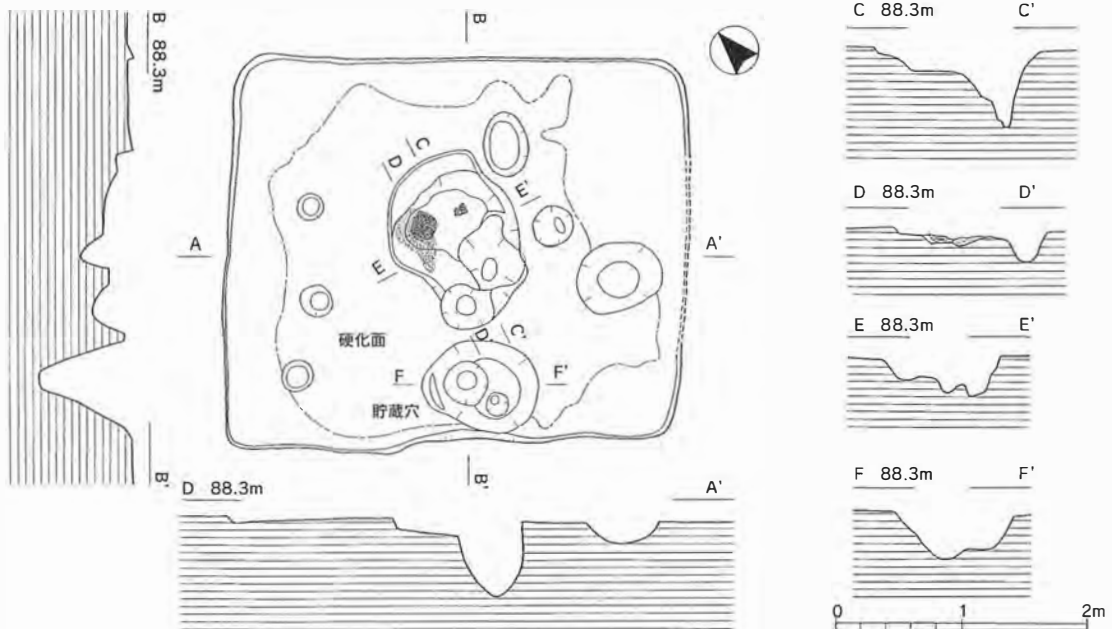 B 88.3m
B
A
A'
C
D
E
E'
硬化面
D'
C'
F
F'
貯蔵穴
B'
B'
D 88.3m
A'
C 88.3m
C'
D 88.3m
D'
E 88.3m
E'
F 88.3m
F'
0 1 2m